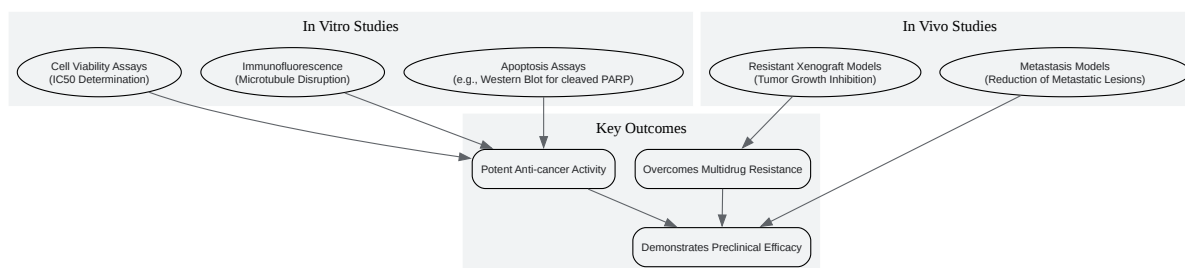 In Vitro Studies
Cell Viability Assays
(IC50 Determination)
Immunofluorescence
(Microtubule Disruption)
Apoptosis Assays
(e.g., Western Blot for cleaved PARP)
In Vivo Studies
Resistant Xenograft Models
(Tumor Growth Inhibition)
Metastasis Models
(Reduction of Metastatic Lesions)
Key Outcomes
Potent Anti-cancer Activity
Overcomes Multidrug Resistance
Demonstrates Preclinical Efficacy